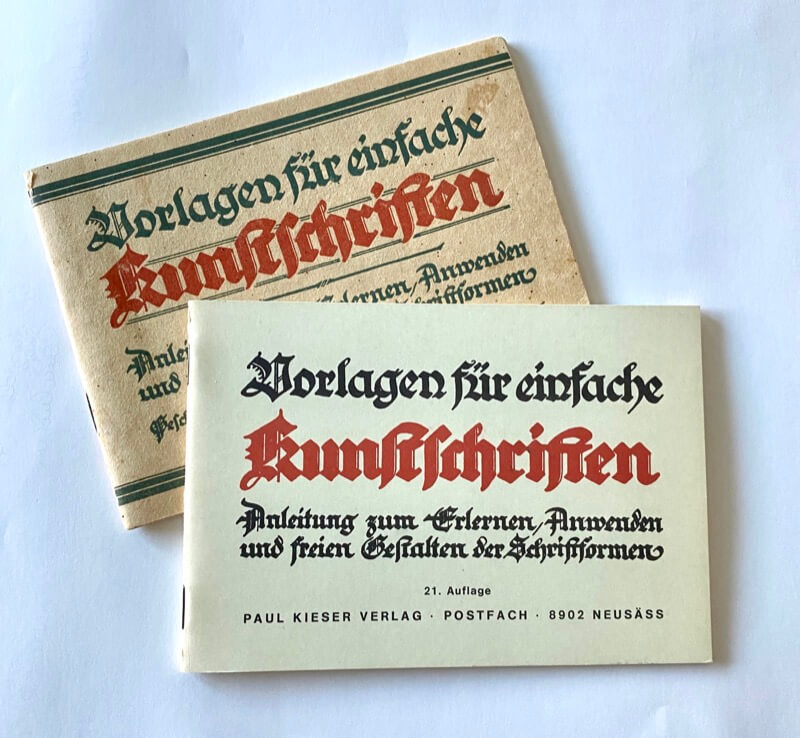 Vorlagen für einfache
Kunstschriften
Erlernen, Anwenden
und
Vorlagen für einfache
Kunstschriften
Anleitung zum Erlernen, Anwenden
und freien Gestalten der Schriftformen
21. Auflage
PAUL KIESER VERLAG · POSTFACH · 8902 NEUSÄSS